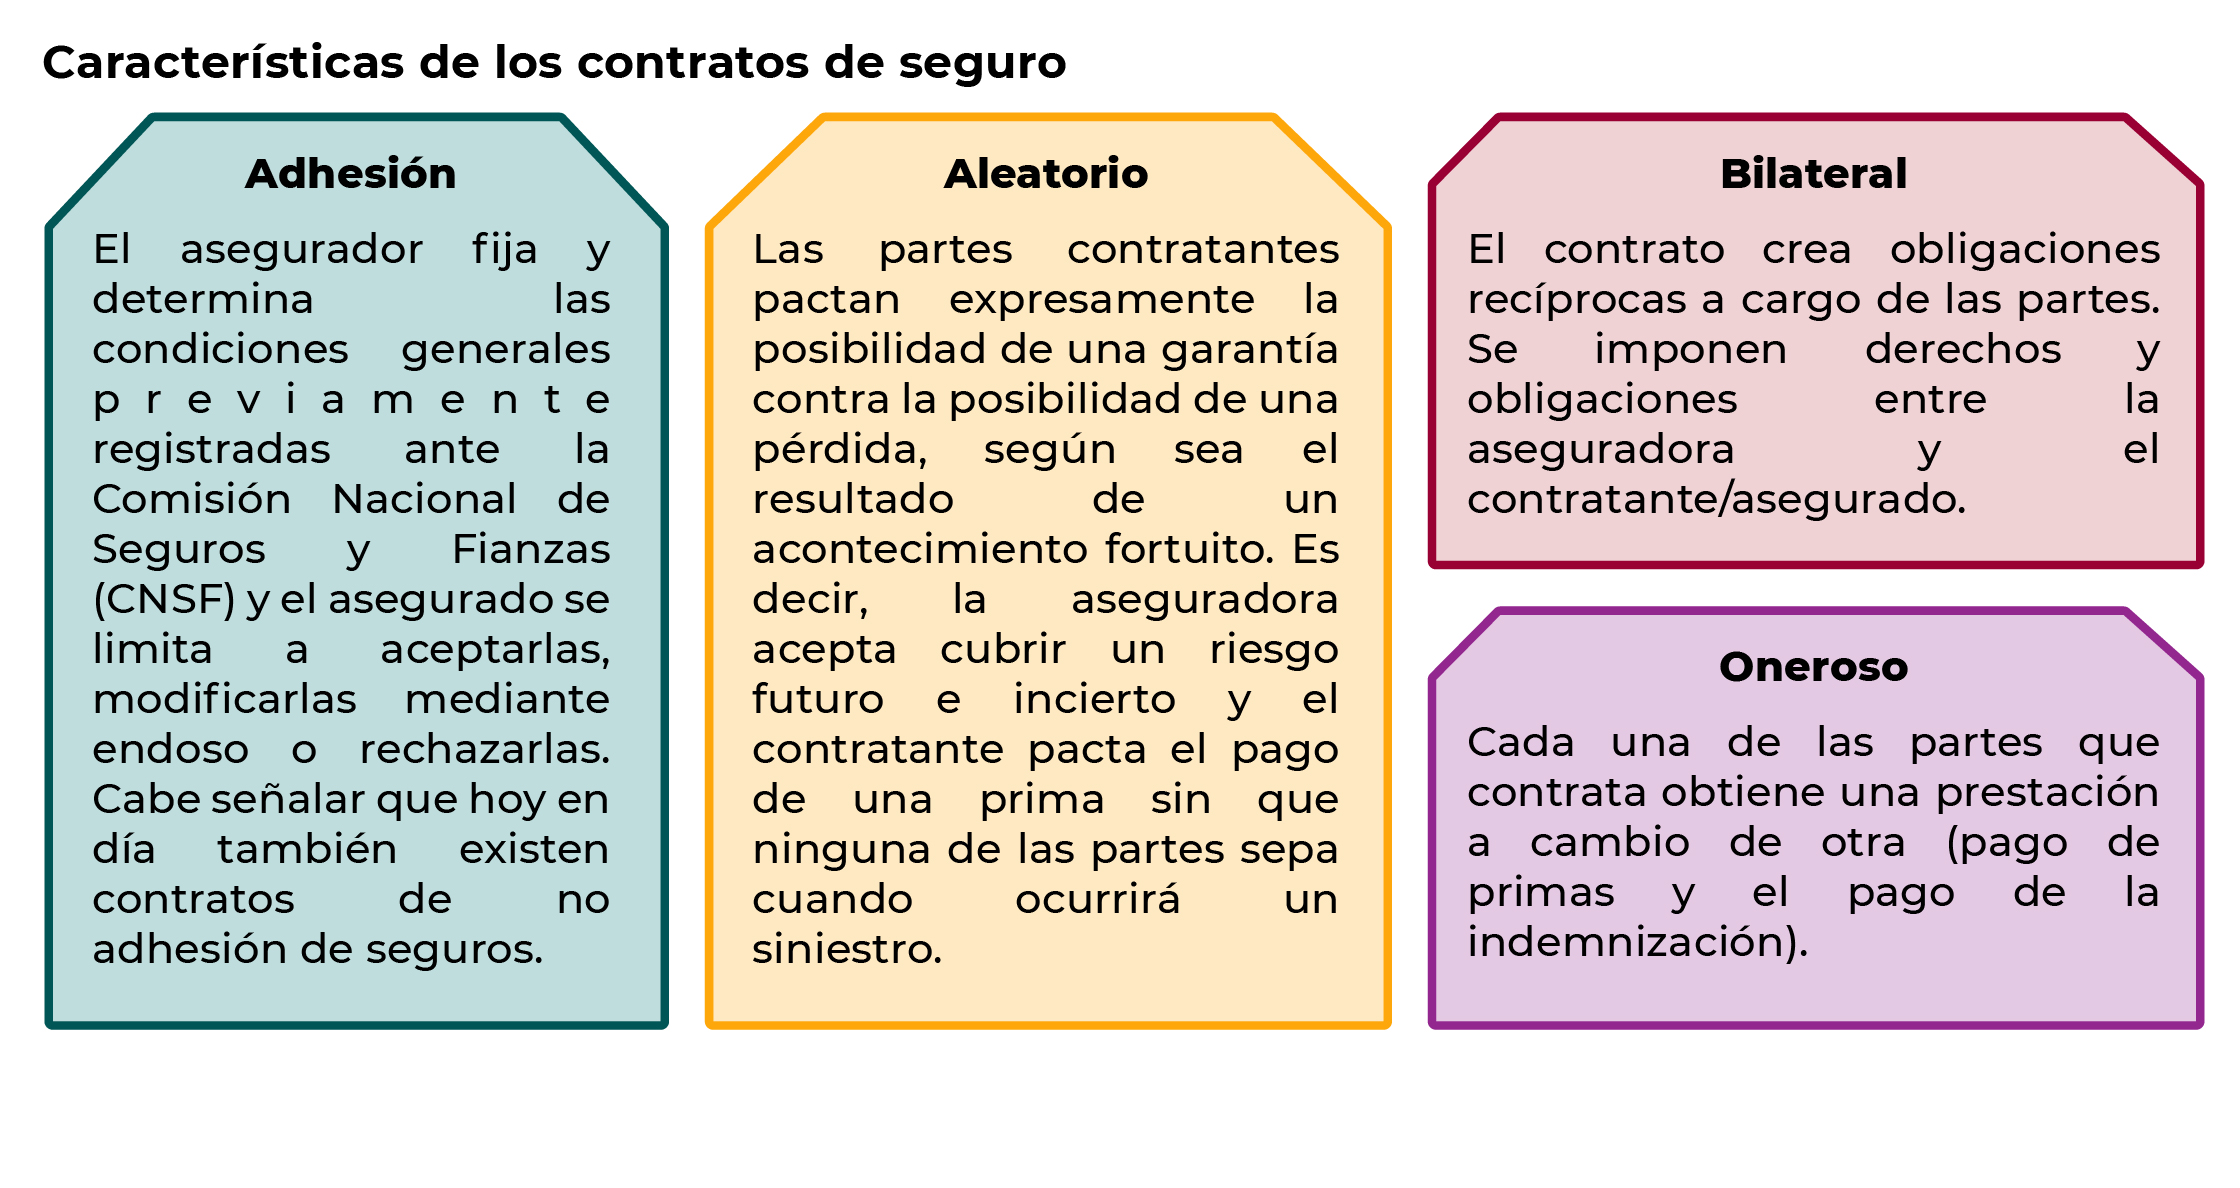 Características de los contratos de seguro
Adhesión
El asegurador fija y
determina las
condiciones generales
previamente
registradas ante la
Comisión Nacional de
Seguros y Fianzas
(CNSF) y el asegurado se
limita a aceptarlas,
modificarlas mediante
endoso o rechazarlas.
Cabe señalar que hoy en
día también existen
contratos de no
adhesión de seguros.
Aleatorio
Las partes contratantes
pactan expresamente la
posibilidad de una garantía
contra la posibilidad de una
pérdida, según sea el
resultado de un
acontecimiento fortuito. Es
decir, la aseguradora
acepta cubrir un riesgo
futuro e incierto y el
contratante pacta el pago
de una prima sin que
ninguna de las partes sepa
cuando ocurrirá un
siniestro.
Bilateral
El contrato crea obligaciones
recíprocas a cargo de las partes.
Se imponen derechos y
obligaciones entre la
aseguradora y el
contratante/asegurado.
Oneroso
Cada una de las partes que
contrata obtiene una prestación
a cambio de otra (pago de
primas y el pago de la
indemnización).